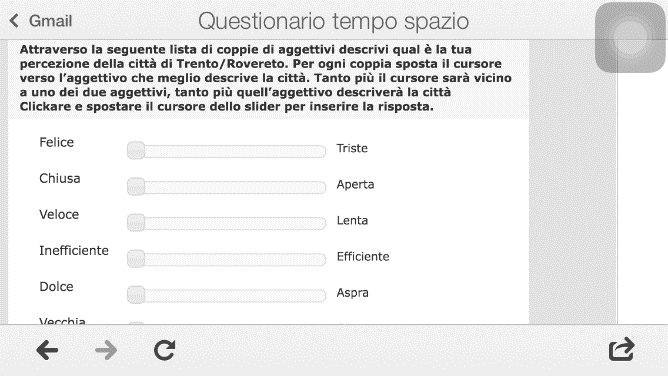 Gmail
Questionario tempo spazio
Attraverso la seguente lista di coppie di aggettivi descrivi qual è la tua
percezione della città di Trento/Rovereto. Per ogni coppia sposta il cursore
verso l'aggettivo che meglio descrive la città. Tanto più il cursore sarà vicino
a uno dei due aggettivi, tanto più quell'aggettivo descriverà la città
Clickare e spostare il cursore dello slider per inserire la risposta.
Felice Triste
Chiusa Aperta
Veloce Lenta
Inefficiente Efficiente
Dolce Aspra
Vecchia